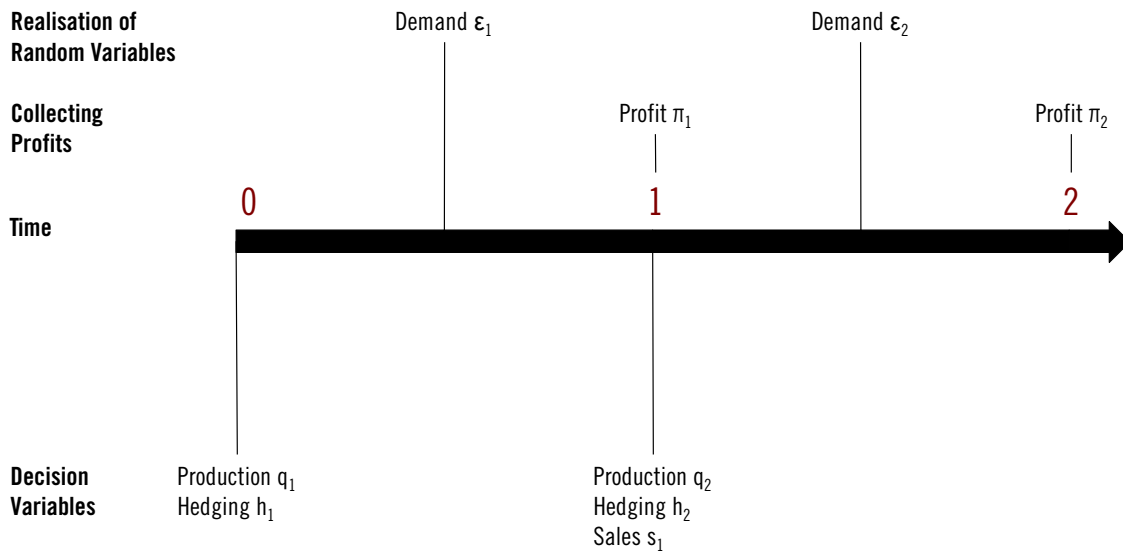 Realisation of Random Variables
Demand ε₁
Demand ε₂
Collecting Profits
Profit π₁
Profit π₂
Time
0
1
2
Decision Variables
Production q₁
Hedging h₁
Production q₂
Hedging h₂
Sales s₁